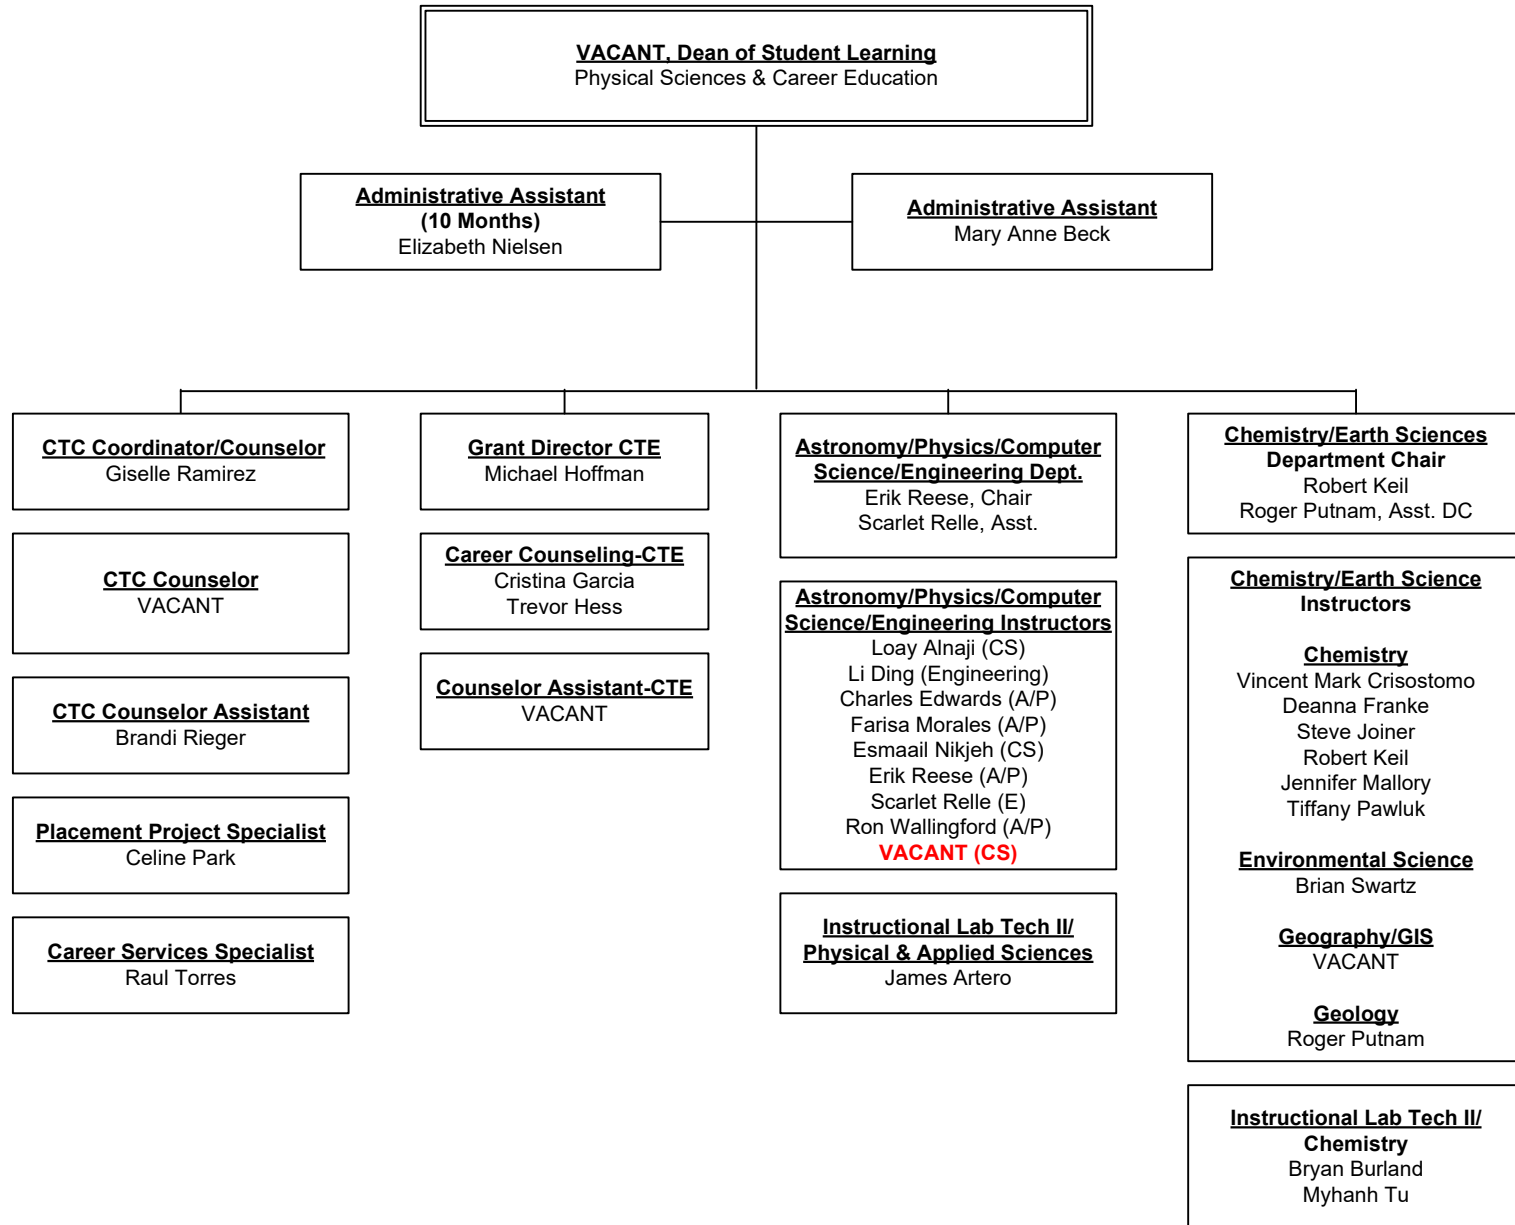 VACANT, Dean of Student Learning
Physical Sciences & Career Education
Administrative Assistant
(10 Months)
Elizabeth Nielsen
Administrative Assistant
Mary Anne Beck
CTC Coordinator/Counselor
Giselle Ramirez
CTC Counselor
VACANT
CTC Counselor Assistant
Brandi Rieger
Placement Project Specialist
Celine Park
Career Services Specialist
Raul Torres
Grant Director CTE
Michael Hoffman
Career Counseling-CTE
Cristina Garcia
Trevor Hess
Counselor Assistant-CTE
VACANT
Astronomy/Physics/Computer
Science/Engineering Dept.
Erik Reese, Chair
Scarlet Relle, Asst.
Astronomy/Physics/Computer
Science/Engineering Instructors
Loay Alnaji (CS)
Li Ding (Engineering)
Charles Edwards (A/P)
Farisa Morales (A/P)
Esmaail Nikjeh (CS)
Erik Reese (A/P)
Scarlet Relle (E)
Ron Wallingford (A/P)
VACANT (CS)
Instructional Lab Tech II/
Physical & Applied Sciences
James Artero
Chemistry/Earth Sciences
Department Chair
Robert Keil
Roger Putnam, Asst. DC
Chemistry/Earth Science
Instructors
Chemistry
Vincent Mark Crisostomo
Deanna Franke
Steve Joiner
Robert Keil
Jennifer Mallory
Tiffany Pawluk
Environmental Science
Brian Swartz
Geography/GIS
VACANT
Geology
Roger Putnam
Instructional Lab Tech II/
Chemistry
Bryan Burland
Myhanh Tu